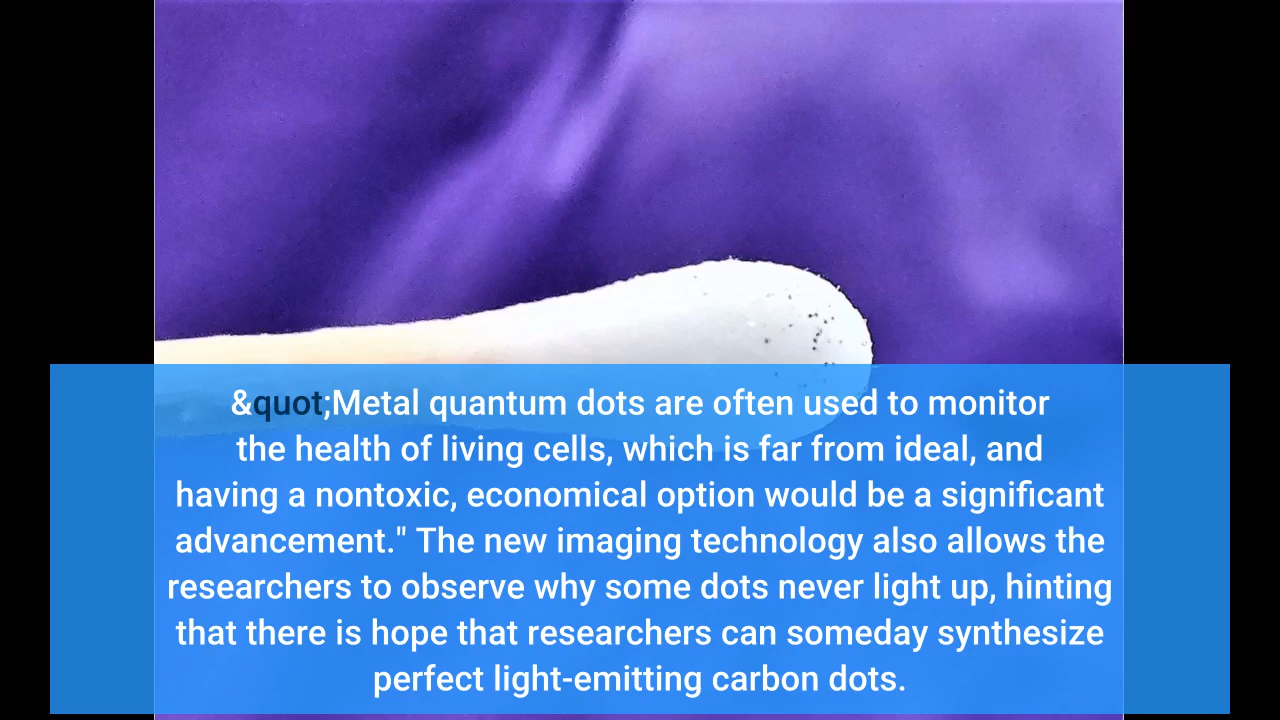 &quot;Metal quantum dots are often used to monitor
the health of living cells, which is far from ideal, and
having a nontoxic, economical option would be a significant
advancement." The new imaging technology also allows the
researchers to observe why some dots never light up, hinting
that there is hope that researchers can someday synthesize
perfect light-emitting carbon dots.